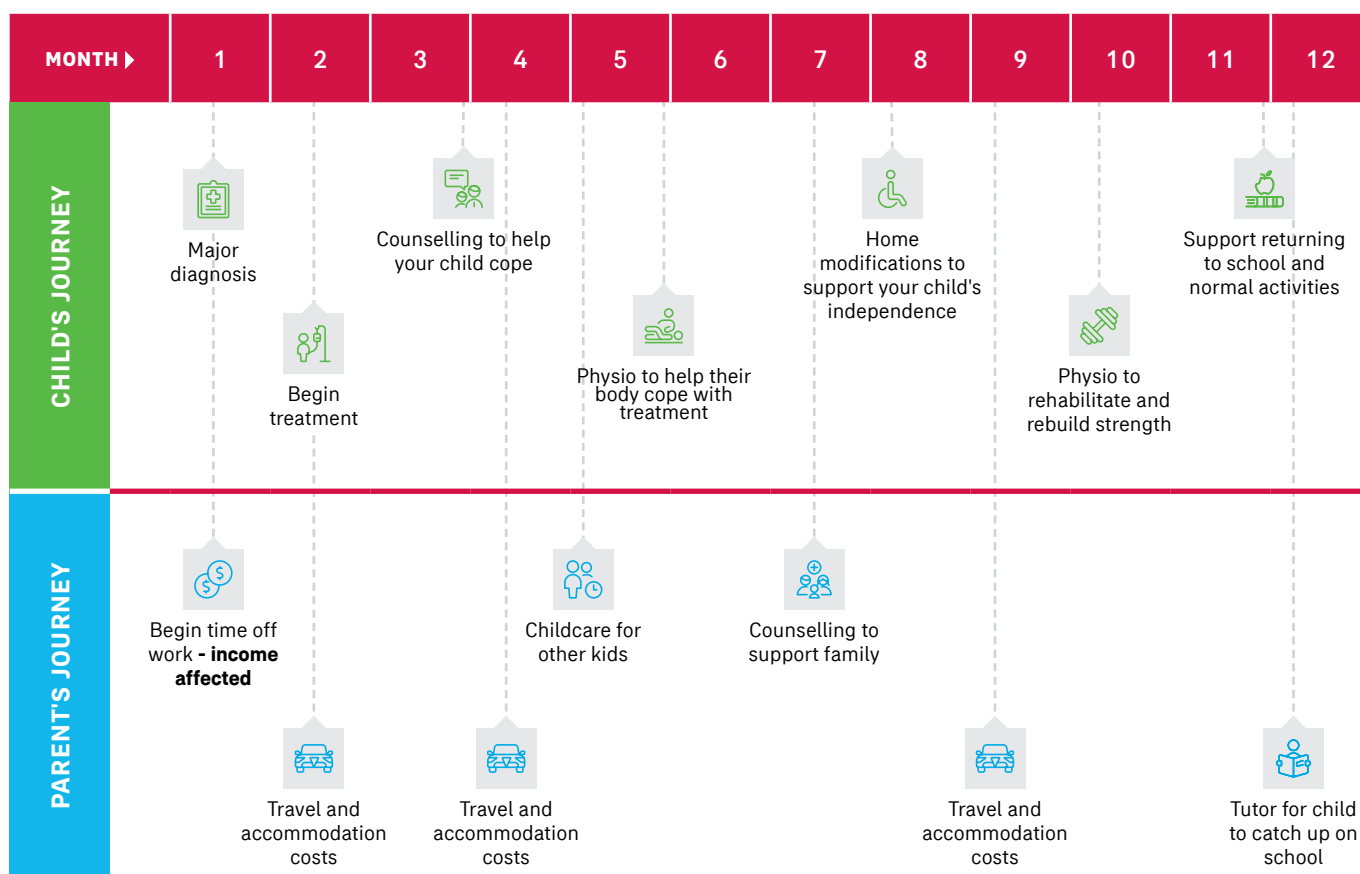 MONTH 1 2 3 4 5 6 7 8 9 10 11 12
CHILD'S JOURNEY
Major
diagnosis
Begin
treatment
Counselling to help
your child cope
Physio to help their
body cope with
treatment
Home
modifications to
support your child's
independence
Physio to
rehabilitate and
rebuild strength
Support returning
to school and
normal activities
PARENT'S JOURNEY
Begin time off
work - income
affected
Travel and
accommodation
costs
Travel and
accommodation
costs
Childcare for
other kids
Counselling to
support family
Travel and
accommodation
costs
Tutor for child
to catch up on
school